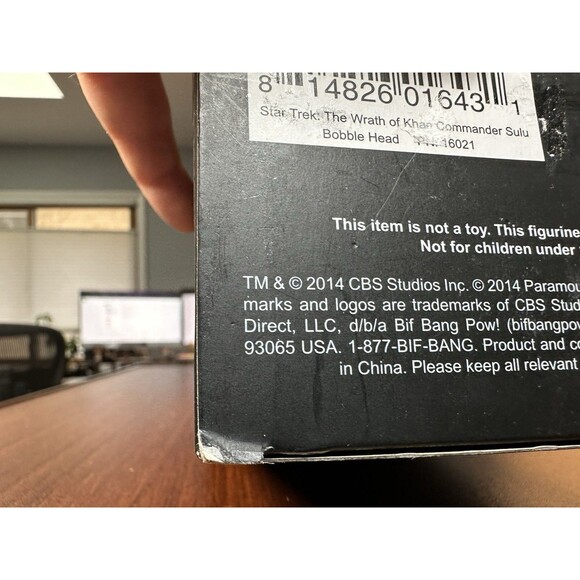 8 14826 01643 1
Star Trek: The Wrath of Khan Commander Sulu
Bobble Head 16021
This item is not a toy. This figurine
Not for children under
TM & © 2014 CBS Studios Inc. © 2014 Paramou
marks and logos are trademarks of CBS Stud
Direct, LLC, d/b/a Bif Bang Pow! (bifbangpov
93065 USA. 1-877-BIF-BANG. Product and co
in China. Please keep all relevant